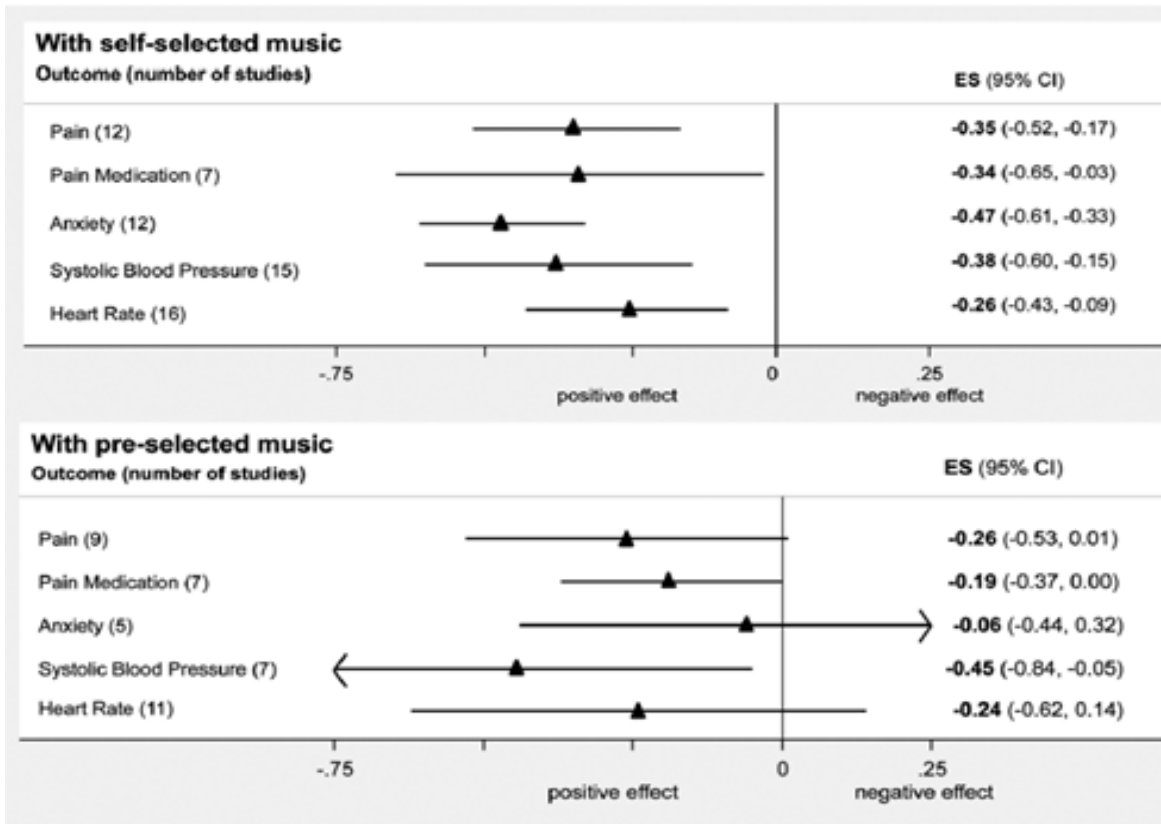 With self-selected music
Outcome (number of studies)
ES (95% CI)
Pain (12) -0.35 (-0.52, -0.17)
Pain Medication (7) -0.34 (-0.65, -0.03)
Anxiety (12) -0.47 (-0.61, -0.33)
Systolic Blood Pressure (15) -0.38 (-0.60, -0.15)
Heart Rate (16) -0.26 (-0.43, -0.09)
-.75 0 .25
positive effect negative effect
With pre-selected music
Outcome (number of studies)
ES (95% CI)
Pain (9) -0.26 (-0.53, 0.01)
Pain Medication (7) -0.19 (-0.37, 0.00)
Anxiety (5) -0.06 (-0.44, 0.32)
Systolic Blood Pressure (7) -0.45 (-0.84, -0.05)
Heart Rate (11) -0.24 (-0.62, 0.14)
-.75 0 .25
positive effect negative effect